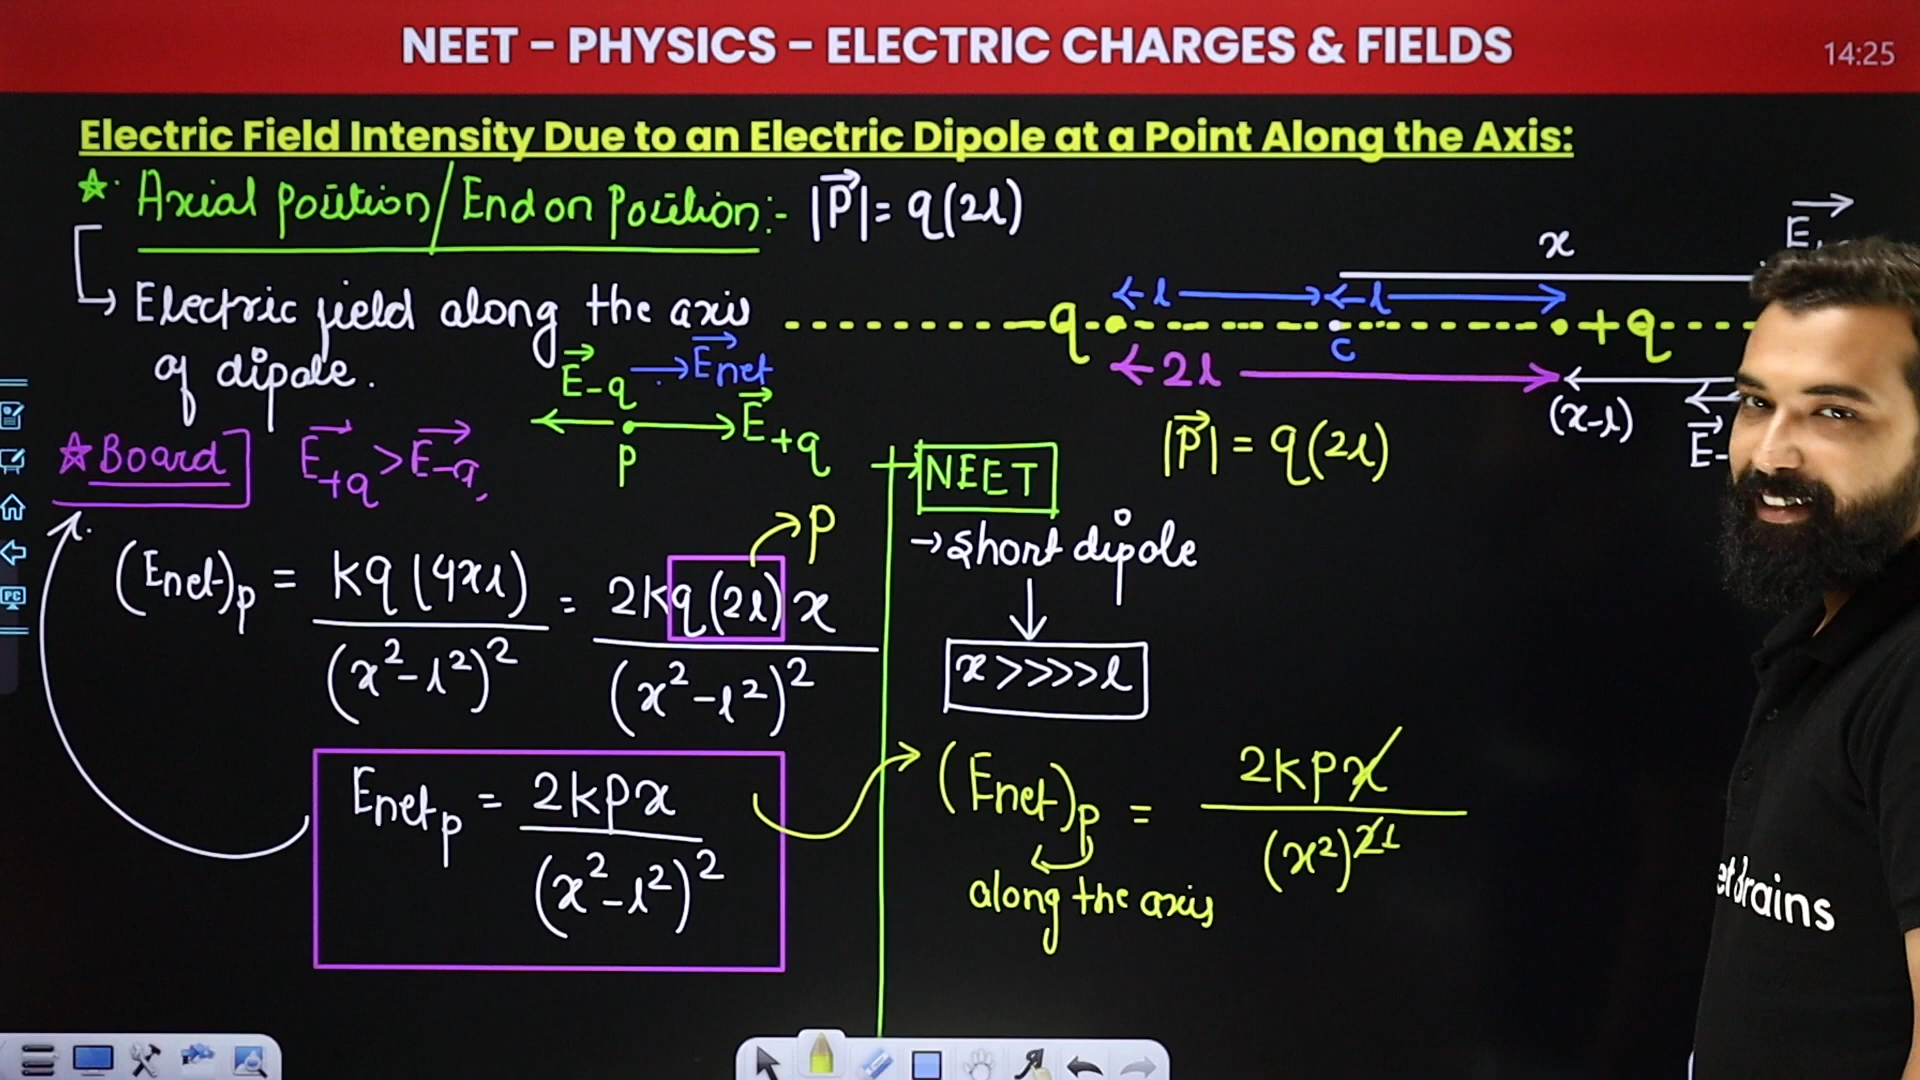 NEET - PHYSICS - ELECTRIC CHARGES & FIELDS
14:25
Electric Field Intensity Due to an Electric Dipole at a Point Along the Axis:
☆ Axial position/End on Position:- |P⃗| = q(2l)
→ Electric field along the axis
of dipole.
E⃗-q → E⃗net
E⃗+q
P
x
←l→ ←l→
-q C +q
←2l→
(x-l)
E⃗-
|P⃗| = q(2l)
☆ Board E⃗+q > E⃗-q
(Enet)p = kq(4xl)/(x²-l²)² = 2kq(2l)x/(x²-l²)²
→ P
Enet p = 2kpx/(x²-l²)²
→ NEET
→ short dipole
↓
x>>>>l
(Enet)p = 2kpx/(x²)²
along the axis
PC